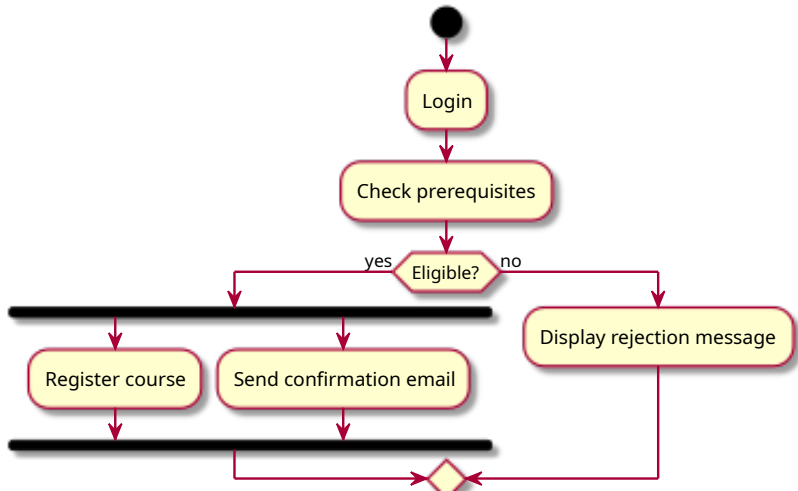 Login
Check prerequisites
yes
Eligible?
no
Display rejection message
Register course
Send confirmation email